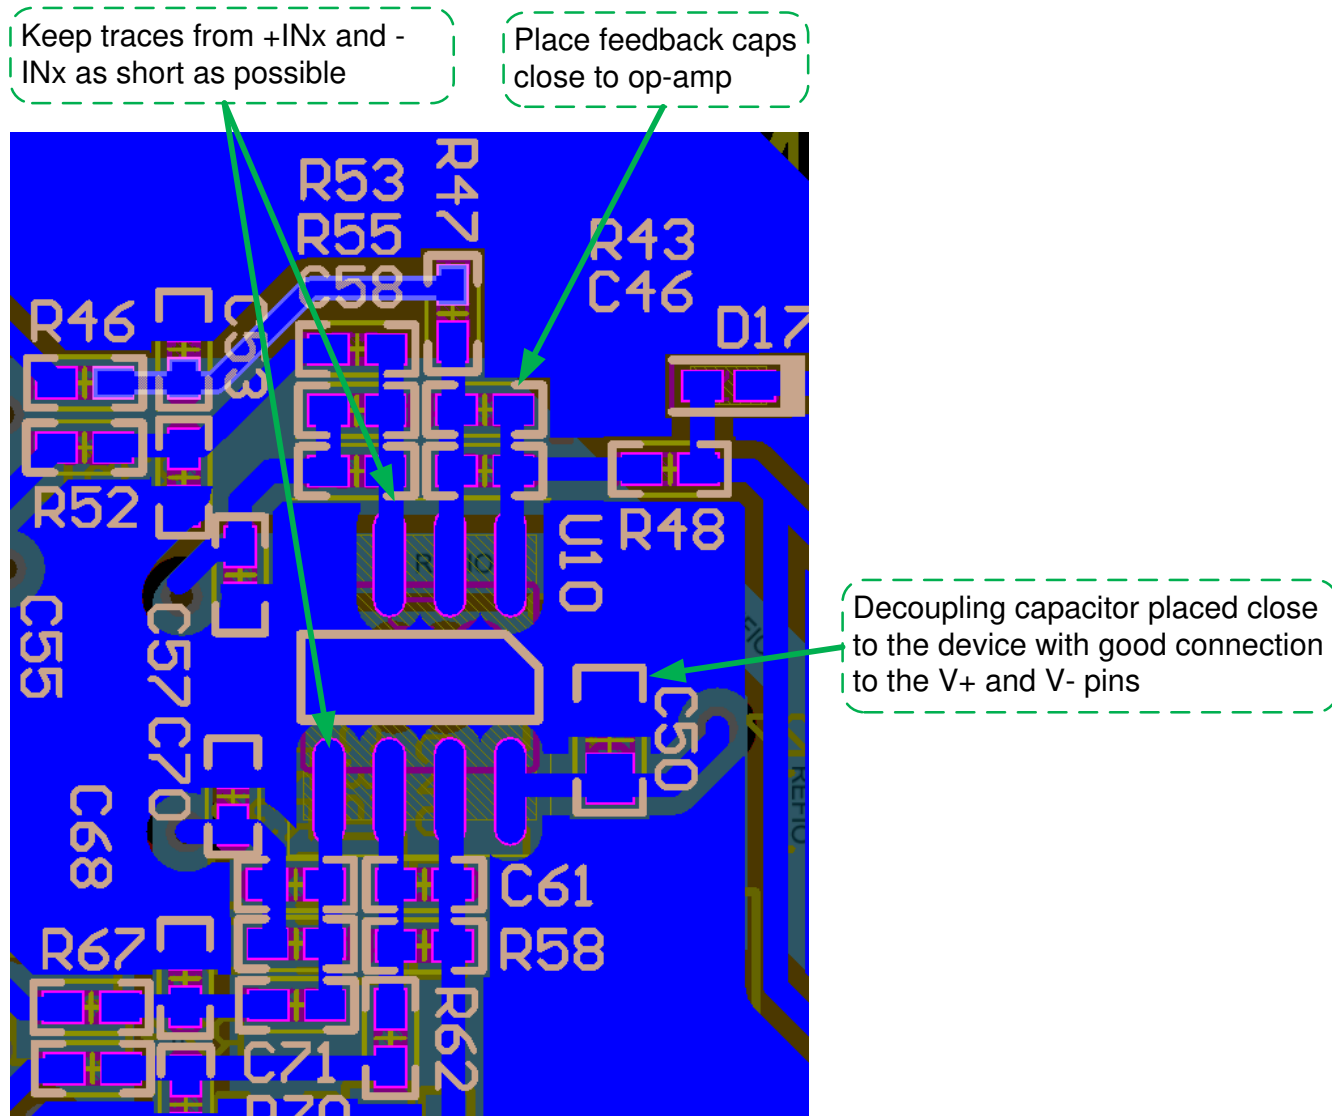 Keep traces from +INx and -
INx as short as possible
Place feedback caps
close to op-amp
R53
R47
R55
R43
C58
C46
R46
C53
D17
R52
U10
R48
C55
C57
Decoupling capacitor placed close
to the device with good connection
to the V+ and V- pins
C50
C70
C68
REFIO
C61
R67
R58
R62
C71
R70